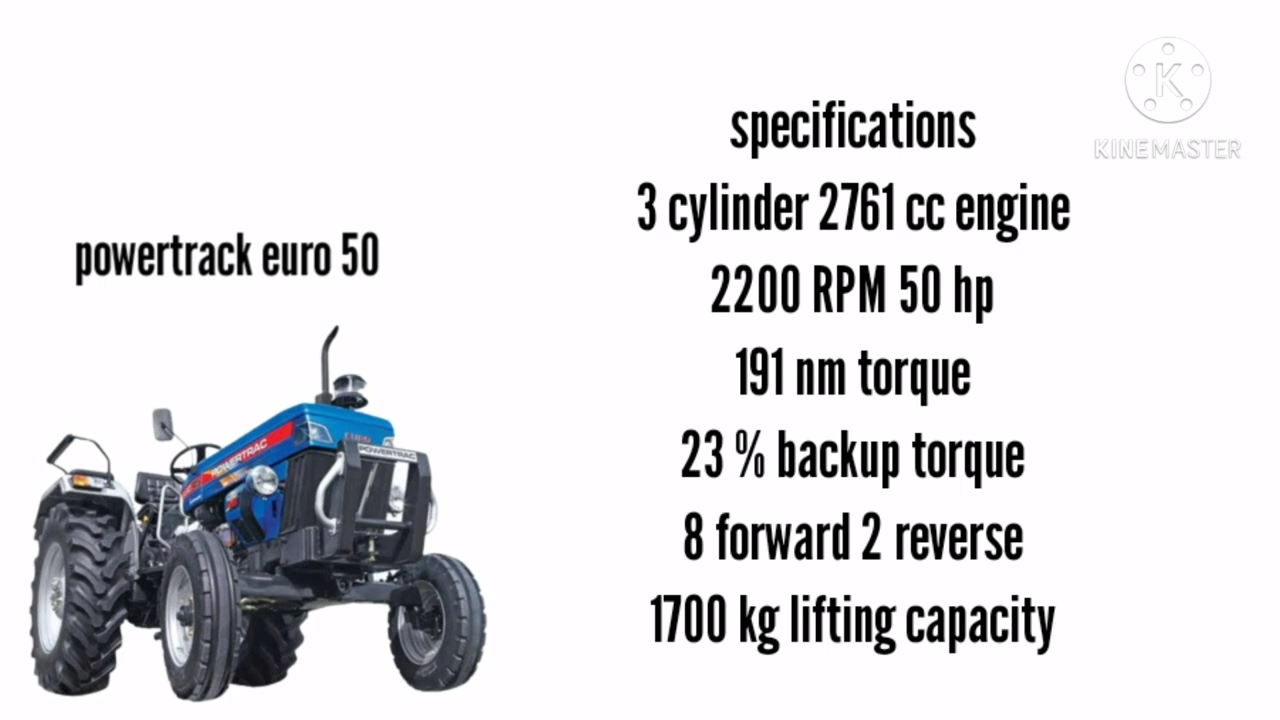 specifications
3 cylinder 2761 cc engine
2200 RPM 50 hp
191 nm torque
23 % backup torque
8 forward 2 reverse
1700 kg lifting capacity
powertrack euro 50
POWERTRAC
EURO
POWERTRAC
K
KINEMASTER